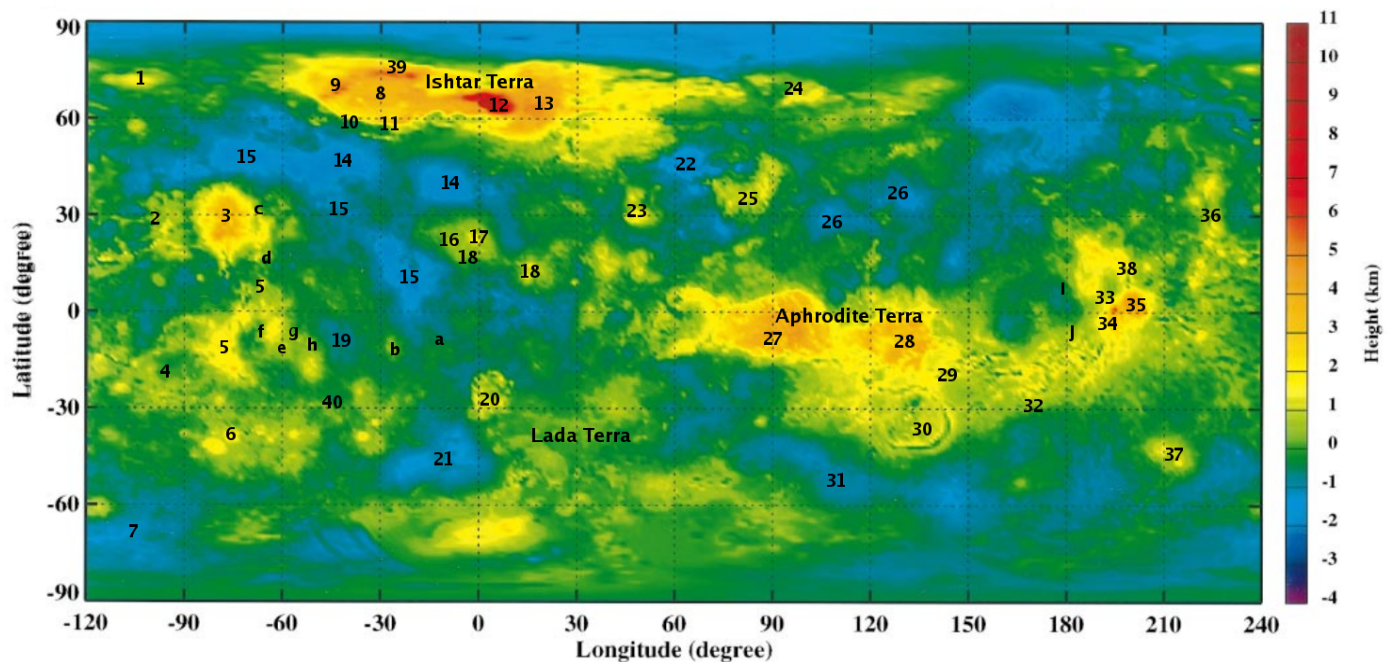 90
60
30
0
-30
-60
-90
Latitude (degree)
-120 -90 -60 -30 0 30 60 90 120 150 180 210 240
Longitude (degree)
11
10
9
8
7
6
5
4
3
2
1
0
-1
-2
-3
-4
Height (km)
39
1 9 8 Ishtar Terra 12 13 24
10 11
15 14 22
14 25 26
2 3 c 15 23 26 36
16 17
d 18 18 38
5 15 I 33 35
Aphrodite Terra 34
f g 19 a 27 28 J
5 e h b
4 29
40 20 32
6 Lada Terra 30
21 37
31
7